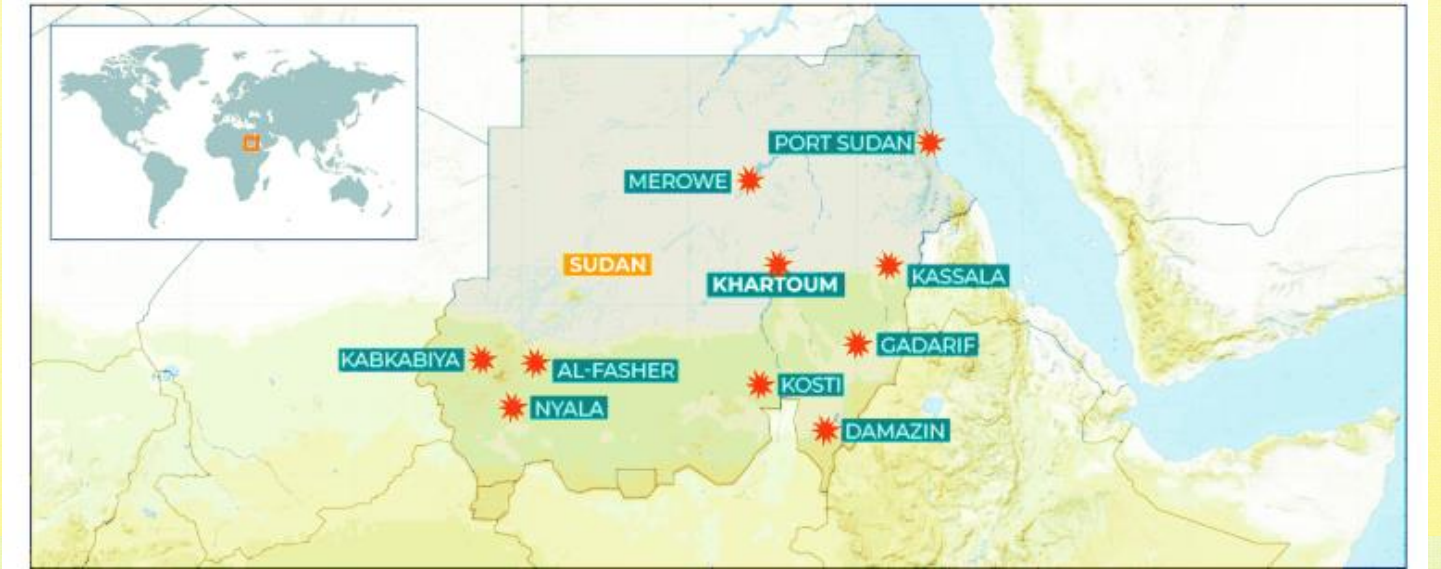 PORT SUDAN
MEROWE
SUDAN
KHARTOUM
KASSALA
GADARIF
KABKABIYA
AL-FASHER
KOSTI
NYALA
DAMAZIN